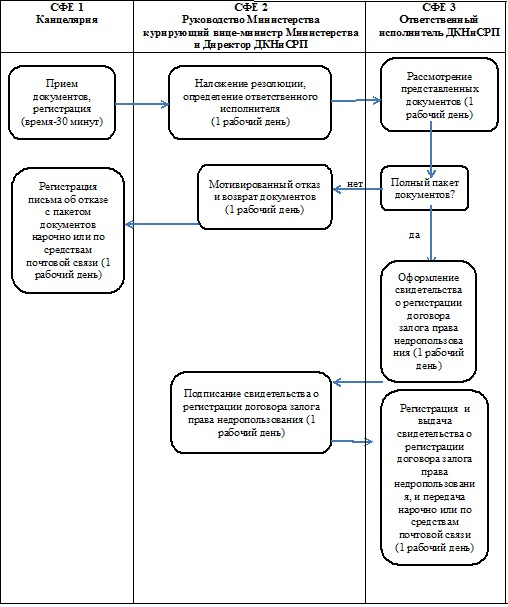 СФЕ 1
Канцелярия
СФЕ 2
Руководство Министерства
курирующий вице-министр Министерства
и Директор ДКНиСРП
СФЕ 3
Ответственный
исполнитель ДКНиСРП
Прием
документов,
регистрация
(время-30 минут)
Наложение резолюции,
определение ответственного
исполнителя
(1 рабочий день)
Рассмотрение
представленных
документов (1
рабочий день)
Полный пакет
документов?
нет
Мотивированный отказ
и возврат документов
(1 рабочий день)
Регистрация
письма об отказе
с пакетом
документов
нарочно или по
средствам
почтовой связи (1
рабочий день)
да
Оформление
свидетельства
о регистрации
договора
залога права
недропользова
ния (1 рабочий
день)
Подписание свидетельства о
регистрации договора залога
права недропользования (1
рабочий день)
Регистрация и
выдача
свидетельства о
регистрации
договора залога
права
недропользовани
я, и передача
нарочно или по
средствам
почтовой связи
(1 рабочий день)